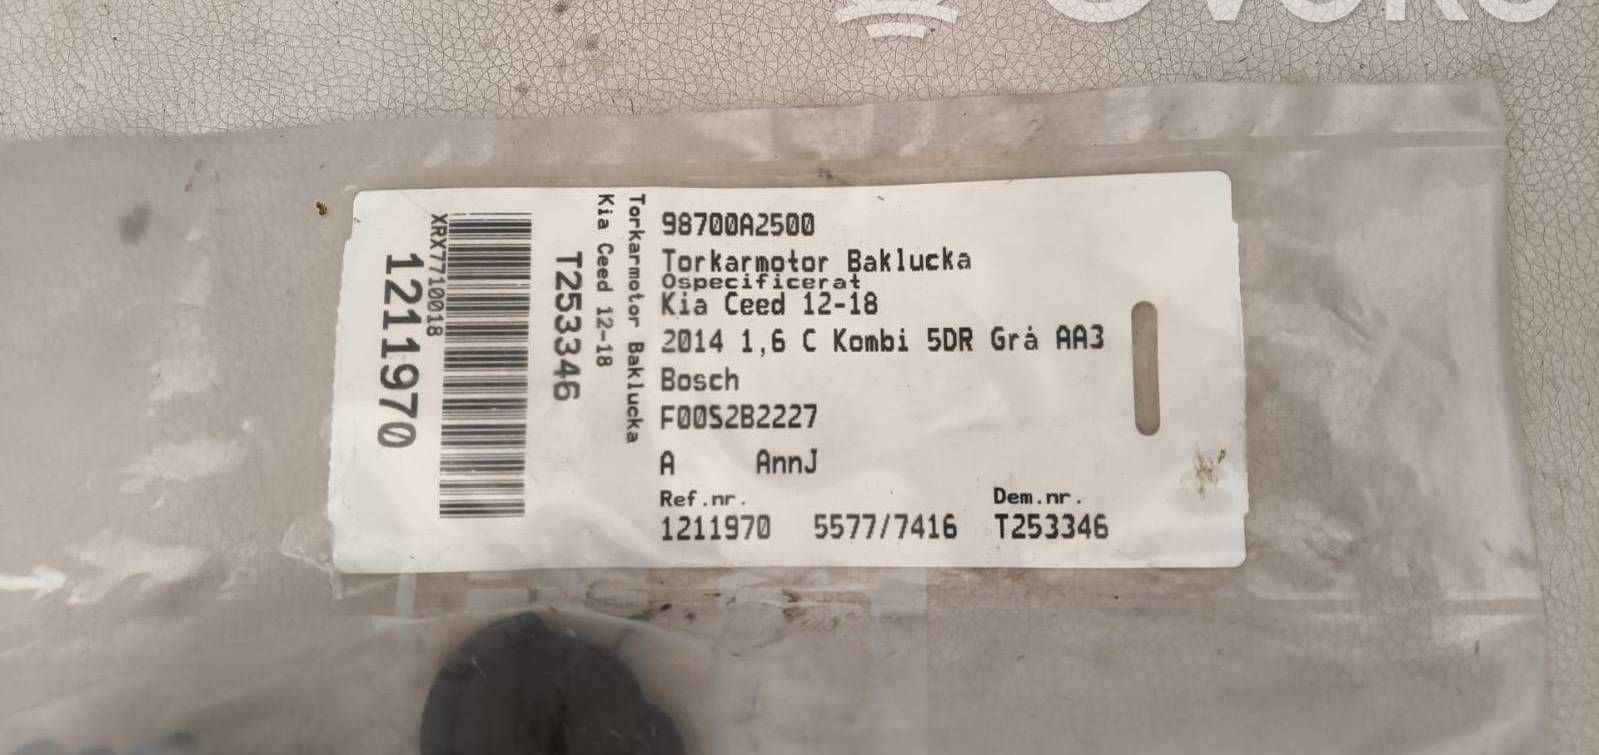 98700A2500
Torkarmotor Baklucka
Ospecificerat
Kia Ceed 12-18
2014 1,6 C Kombi 5DR Grå AA3
Bosch
F00S2B2227
A AnnJ
Ref.nr. Dem.nr.
1211970 5577/7416 T253346
Torkarmotor Baklucka
Kia Ceed 12-18
T253346
XRX7710018
1211970